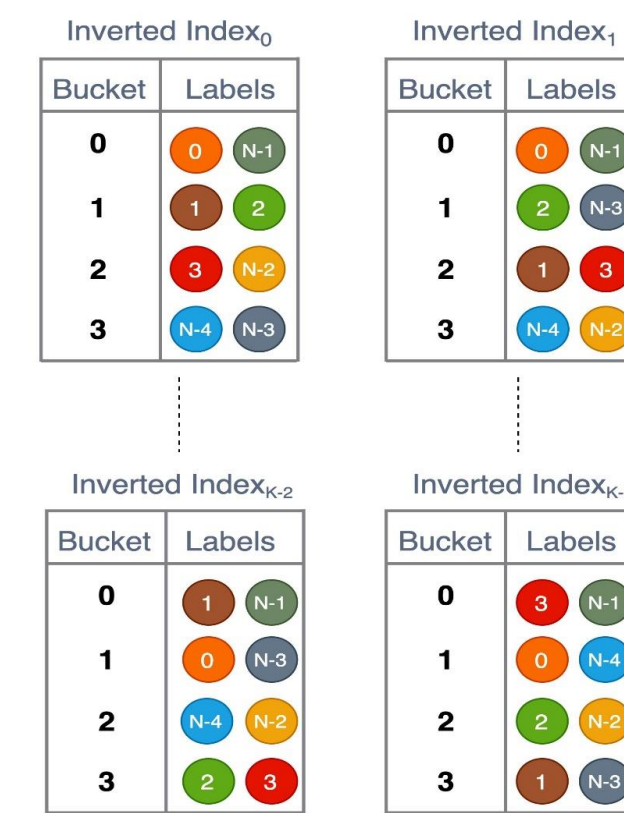 Inverted Index₀
Bucket Labels
0 0 N-1
1 1 2
2 3 N-2
3 N-4 N-3
Inverted Index₁
Bucket Labels
0 0 N-1
1 2 N-3
2 1 3
3 N-4 N-2
Inverted Index_K-2
Bucket Labels
0 1 N-1
1 0 N-3
2 N-4 N-2
3 2 3
Inverted Index_K-
Bucket Labels
0 3 N-1
1 0 N-4
2 2 N-2
3 1 N-3